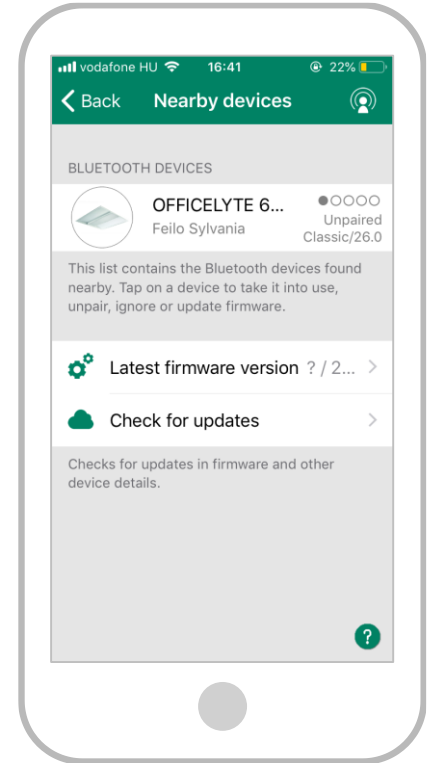 vodafone HU 16:41 22%
Back Nearby devices
BLUETOOTH DEVICES
OFFICELYTE 6...
Feilo Sylvania
Unpaired
Classic/26.0
This list contains the Bluetooth devices found
nearby. Tap on a device to take it into use,
unpair, ignore or update firmware.
Latest firmware version ? / 2...
Check for updates
Checks for updates in firmware and other
device details.
?